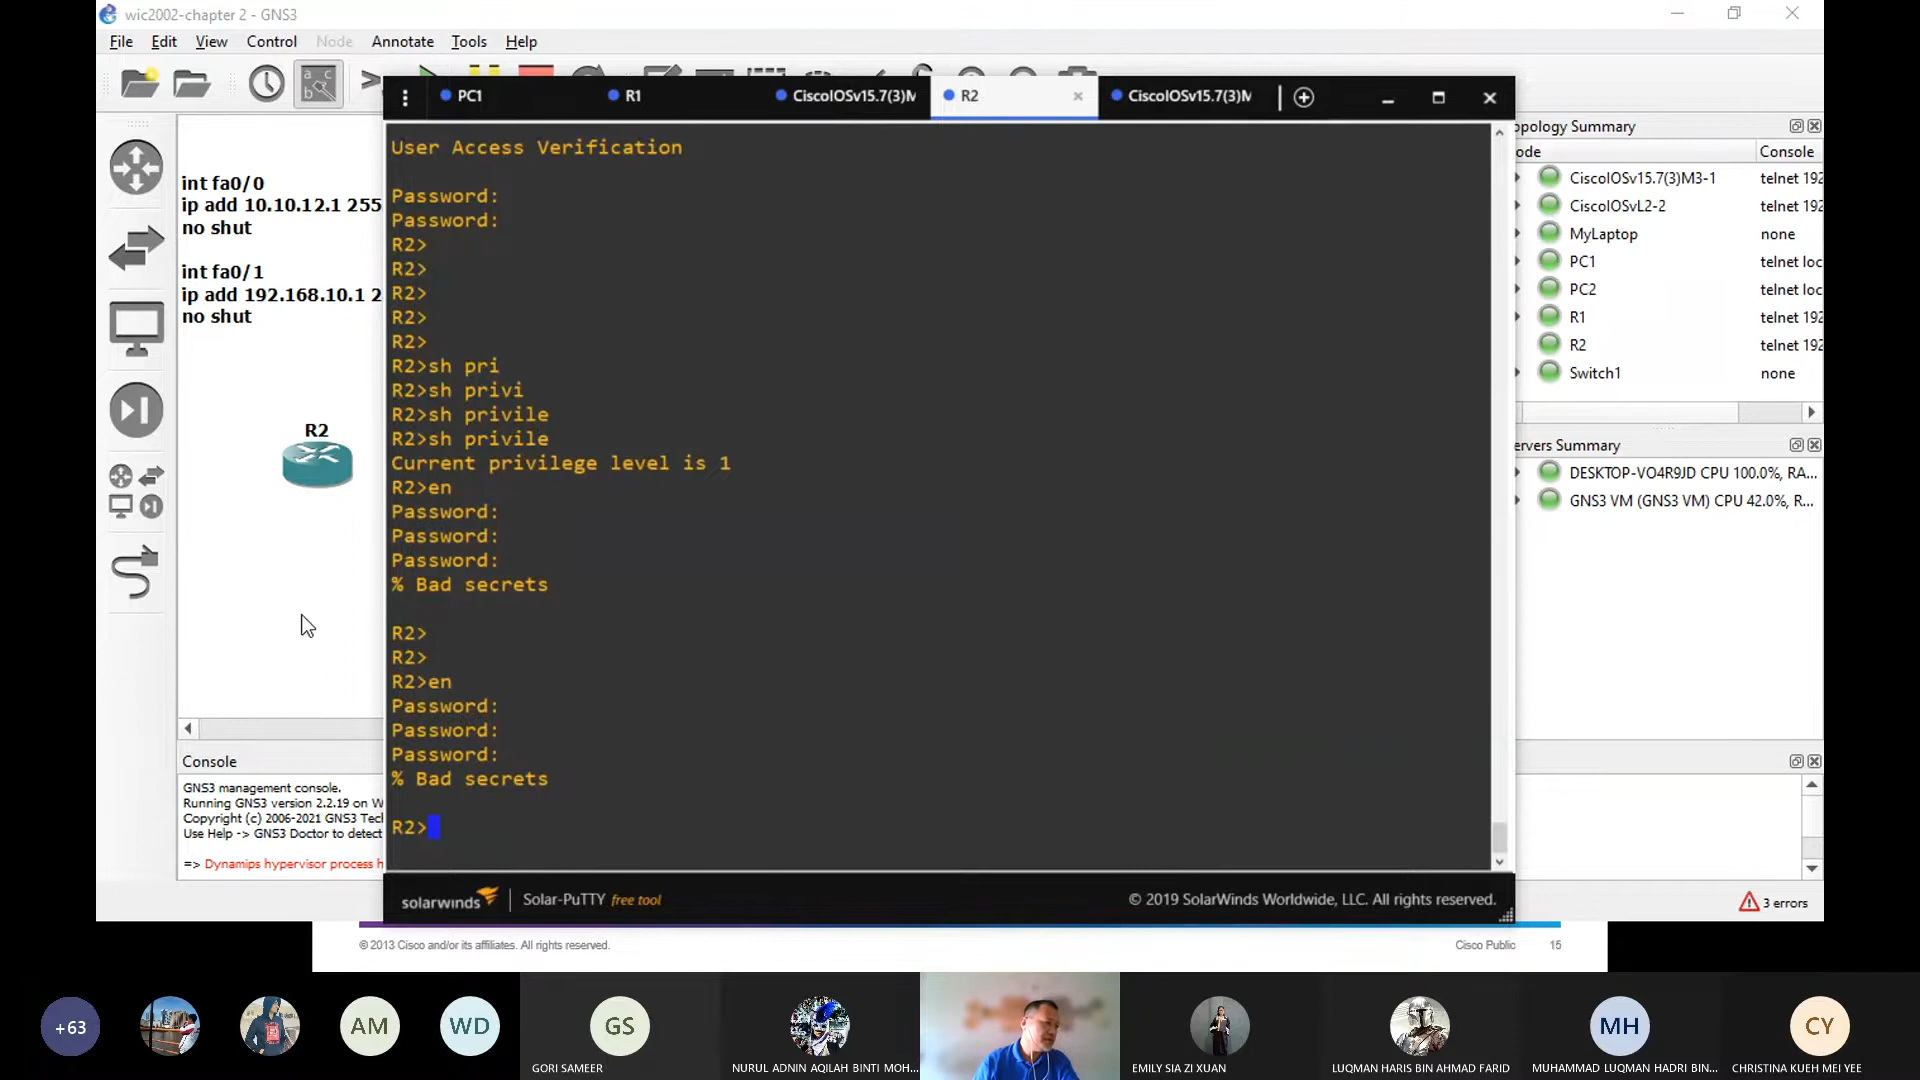 wic2002-chapter 2 - GNS3
File Edit View Control Node Annotate Tools Help
PC1 R1 CiscoIOSv15.7(3)M R2 CiscoIOSv15.7(3)M
User Access Verification
Password:
Password:
R2>
R2>
R2>
R2>
R2>
R2>sh pri
R2>sh privi
R2>sh privile
R2>sh privile
Current privilege level is 1
R2>en
Password:
Password:
Password:
% Bad secrets
R2>
R2>
R2>en
Password:
Password:
Password:
% Bad secrets
R2>
solarwinds Solar-PuTTY free tool © 2019 SolarWinds Worldwide, LLC. All rights reserved.
int fa0/0
ip add 10.10.12.1 255
no shut
int fa0/1
ip add 192.168.10.1 2
no shut
R2
Console
GNS3 management console.
Running GNS3 version 2.2.19 on W
Copyright (c) 2006-2021 GNS3 Tec
Use Help -> GNS3 Doctor to detect
=> Dynamips hypervisor process h
opology Summary
ode Console
CiscoIOSv15.7(3)M3-1 telnet 192
CiscoIOSvL2-2 telnet 192
MyLaptop none
PC1 telnet loc
PC2 telnet loc
R1 telnet 192
R2 telnet 192
Switch1 none
ervers Summary
DESKTOP-VO4R9JD CPU 100.0%, RA...
GNS3 VM (GNS3 VM) CPU 42.0%, R...
3 errors
© 2013 Cisco and/or its affiliates. All rights reserved. Cisco Public 15
+63 AM WD GS MH CY
GORI SAMEER NURUL ADNIN AQILAH BINTI MOH... EMILY SIA ZI XUAN LUQMAN HARIS BIN AHMAD FARID MUHAMMAD LUQMAN HADRI BIN... CHRISTINA KUEH MEI YEE